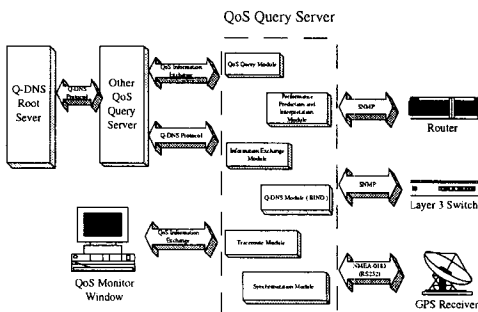 QoS Query Server
QoS Information
Exchange
QoS Query Module
Q-DNS
Root
Sever
Q-DNS
Protocol
Other
QoS
Query
Server
Performance
Prediction and
Interpretation
Module
SNMP
Router
Q-DNS Protocol
Information Exchange
Module
SNMP
Q-DNS Module ( BIND )
Layer 3 Switch
QoS Information
Exchange
Traceroute Module
NMEA-0183
(RS232)
QoS Monitor
Window
Synchronization Module
GPS Receiver